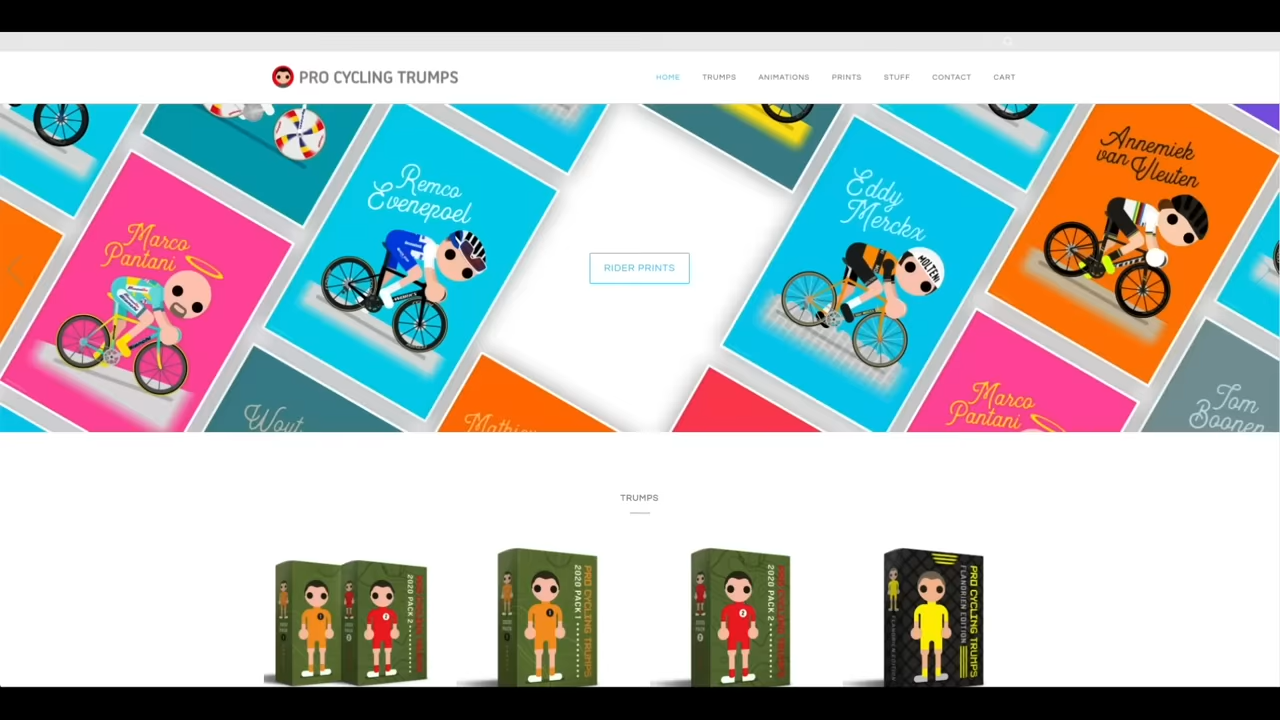 PRO CYCLING TRUMPS
HOME TRUMPS ANIMATIONS PRINTS STUFF CONTACT CART
Marco
Pantani
Remco
Evenepoel
Eddy
Merckx
MOLTENI
Annemiek
van Vleuten
RIDER PRINTS
Wout
Marco
Pantani
Tom
Boonen
TRUMPS
2020 PACK 2
PRO CYCLING TRUMPS
2020 PACK 1
2020 PACK 2
PRO CYCLING TRUMPS
FLANDRIEN EDITION